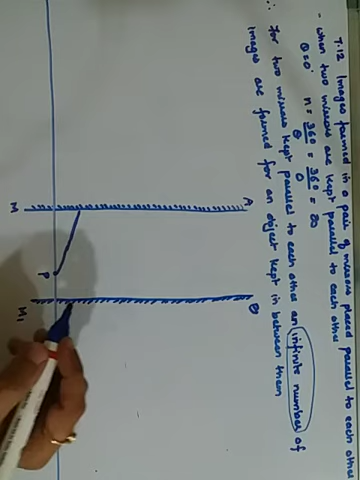 7.12 Images formed in a pair of mirrors placed parallel to each other
- When two mirrors are kept parallel to each other
θ = 0° n = 360/θ = 360/0 = ∞
∴ For two mirrors kept parallel to each other an infinite number of
Images are formed for an object kept in between them
M A
P
M1 B